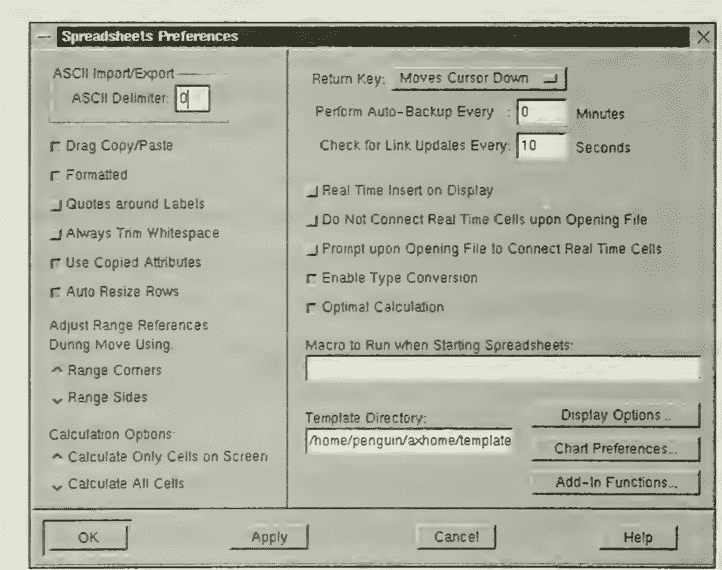 Spreadsheets Preferences
ASCII Import/Export
ASCII Delimiter: 0
Drag Copy/Paste
Formatted
Quotes around Labels
Always Trim Whitespace
Use Copied Attributes
Auto Resize Rows
Adjust Range References
During Move Using:
Range Corners
Range Sides
Calculation Options:
Calculate Only Cells on Screen
Calculate All Cells
Return Key: Moves Cursor Down
Perform Auto-Backup Every : 0 Minutes
Check for Link Updates Every: 10 Seconds
Real Time Insert on Display
Do Not Connect Real Time Cells upon Opening File
Prompt upon Opening File to Connect Real Time Cells
Enable Type Conversion
Optimal Calculation
Macro to Run when Starting Spreadsheets:
Template Directory:
/home/penguin/axhome/template
Display Options...
Chart Preferences...
Add-In Functions...
OK
Apply
Cancel
Help